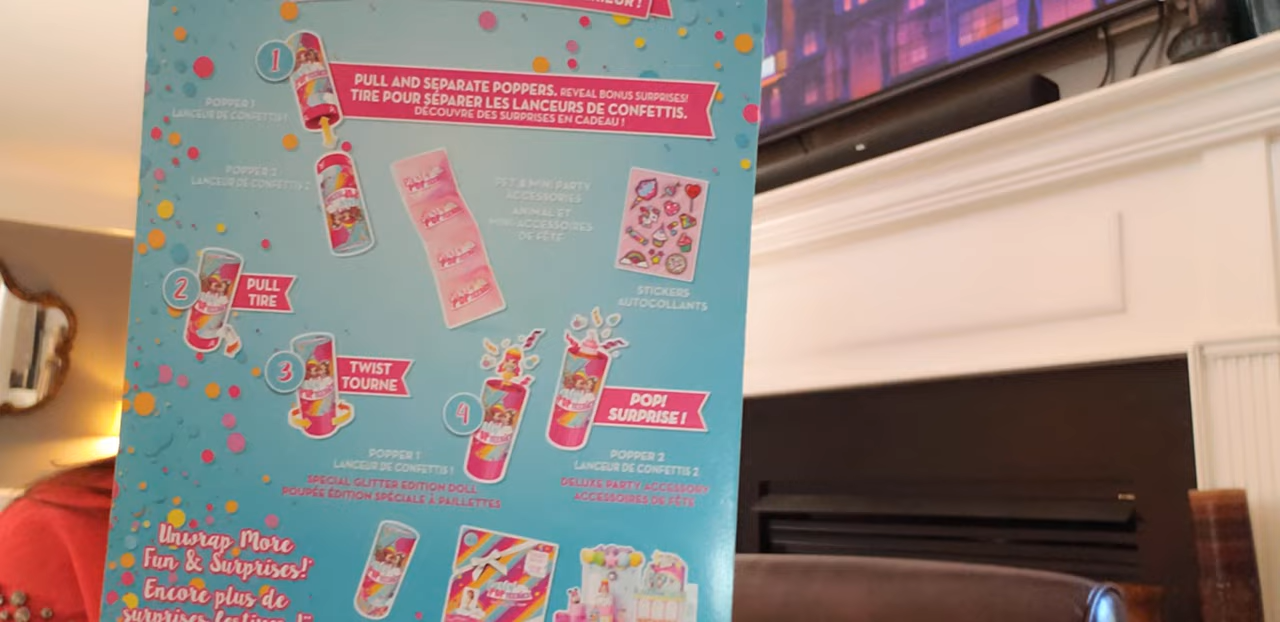 1
PULL AND SEPARATE POPPERS. REVEAL BONUS SURPRISES!
TIRE POUR SÉPARER LES LANCEURS DE CONFETTIS.
DÉCOUVRE DES SURPRISES EN CADEAU !
POPPER 1
LANCEUR DE CONFETTIS 1
POPPER 2
LANCEUR DE CONFETTIS 2
PET & MINI PARTY
ACCESSORIES
ANIMAL ET
MINI-ACCESSOIRES
DE FÊTE
STICKERS
AUTOCOLLANTS
2
PULL
TIRE
3
TWIST
TOURNE
4
POP!
SURPRISE !
POPPER 1
LANCEUR DE CONFETTIS 1
SPECIAL GLITTER EDITION DOLL
POUPÉE ÉDITION SPÉCIALE À PAILLETTES
POPPER 2
LANCEUR DE CONFETTIS 2
DELUXE PARTY ACCESSORY
ACCESSOIRES DE FÊTE
Unwrap More
Fun & Surprises!*
Encore plus de